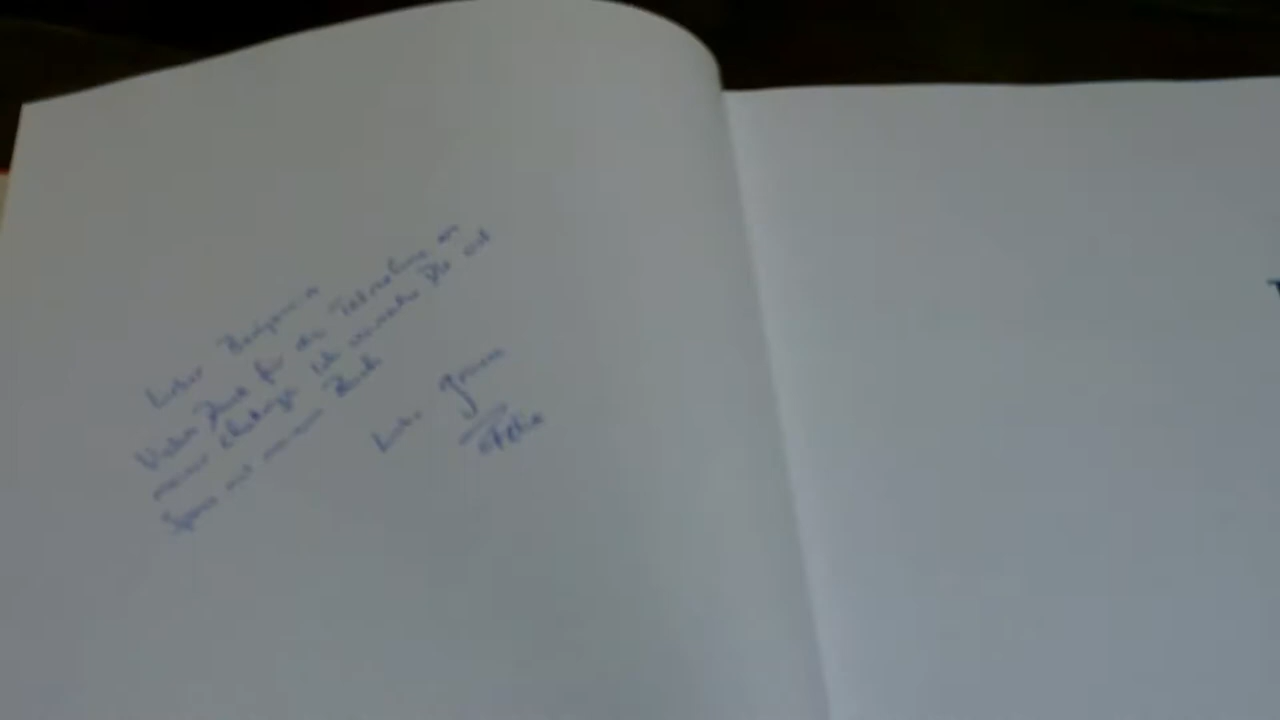 Lieber Benjamin
Vielen Dank für die Teilnahme an
meiner challenge. Ich wünsche Dir viel
Spass mit meinem Buch
Liebe Grüsse